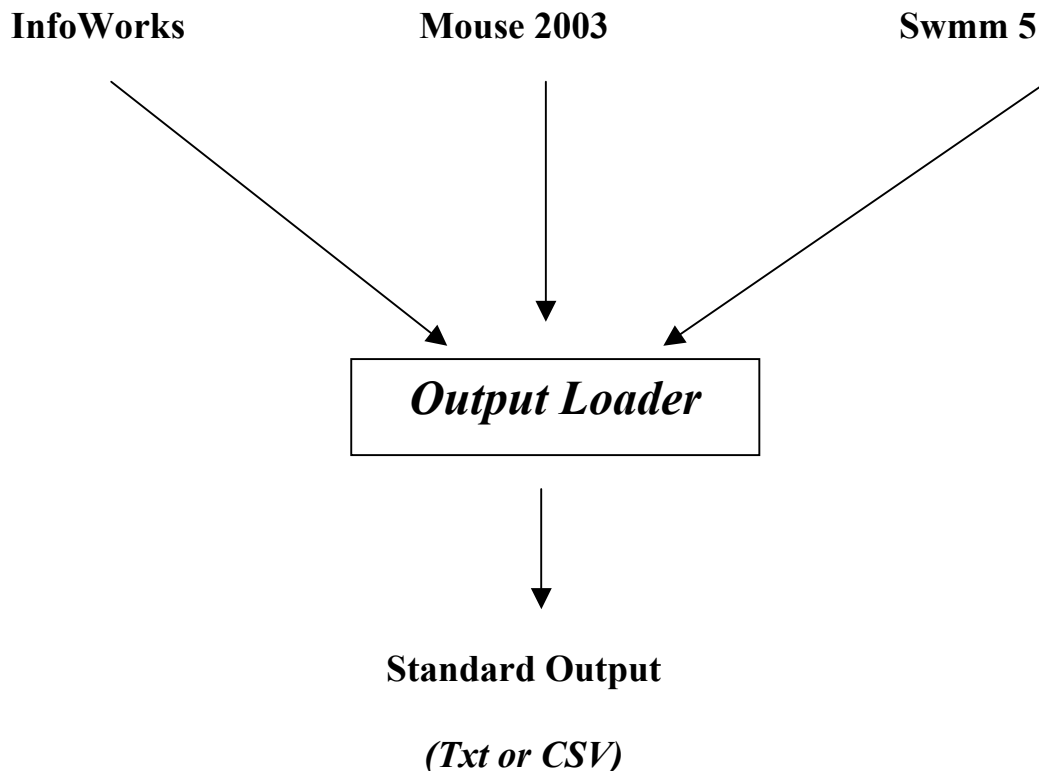 InfoWorks Mouse 2003 Swmm 5
Output Loader
Standard Output
(Txt or CSV)